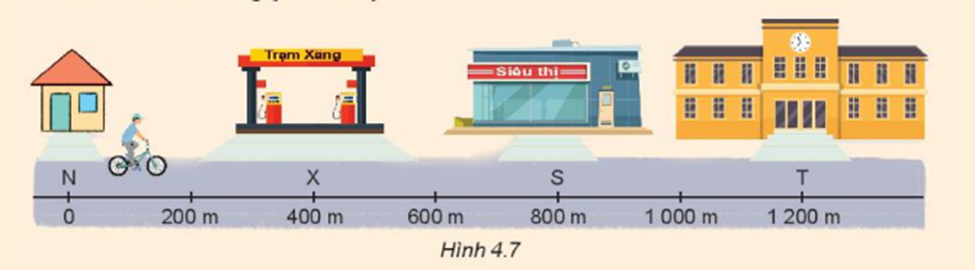 Trạm Xăng
Siêu thị
N X S T
0 200 m 400 m 600 m 800 m 1 000 m 1 200 m
Hình 4.7